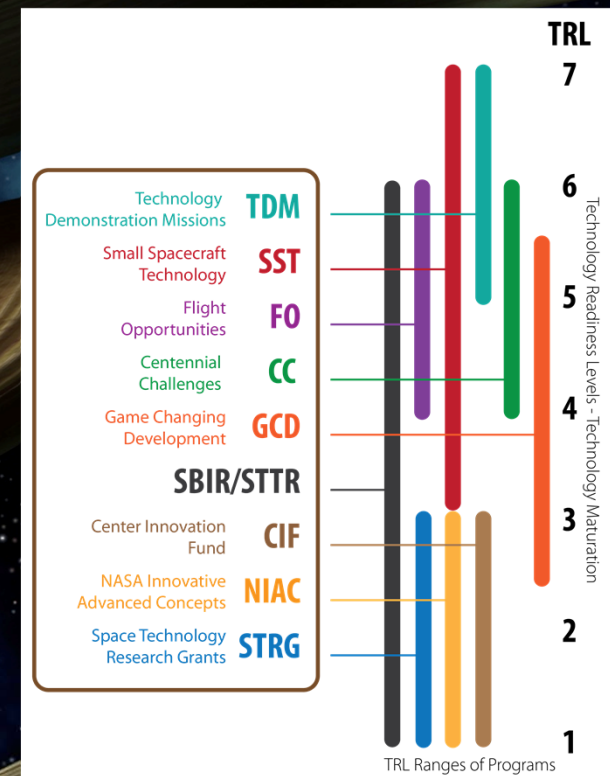 TRL
7
6
5
4
3
2
1
Technology Readiness Levels - Technology Maturation
Technology
Demonstration Missions
TDM
Small Spacecraft
Technology
SST
Flight
Opportunities
FO
Centennial
Challenges
CC
Game Changing
Development
GCD
SBIR/STTR
Center Innovation
Fund
CIF
NASA Innovative
Advanced Concepts
NIAC
Space Technology
Research Grants
STRG
TRL Ranges of Programs